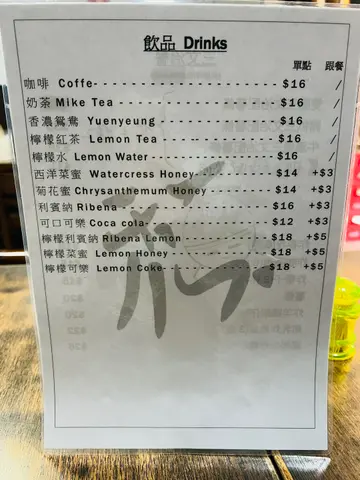 飲品 Drinks
單點 跟餐
咖啡 Coffe $16 /
奶茶 Mike Tea $16 /
香濃鴛鴦 Yuenyeung $16 /
檸檬紅茶 Lemon Tea $16 /
檸檬水 Lemon Water $16 /
西洋菜蜜 Watercress Honey $14 +$3
菊花蜜 Chrysanthemum Honey $14 +$3
利賓納 Ribena $16 +$3
可口可樂 Coca cola $12 +$3
檸檬利賓納 Ribena Lemon $18 +$5
檸檬菜蜜 Lemon Honey $18 +$5
檸檬可樂 Lemon Coke $18 +$5